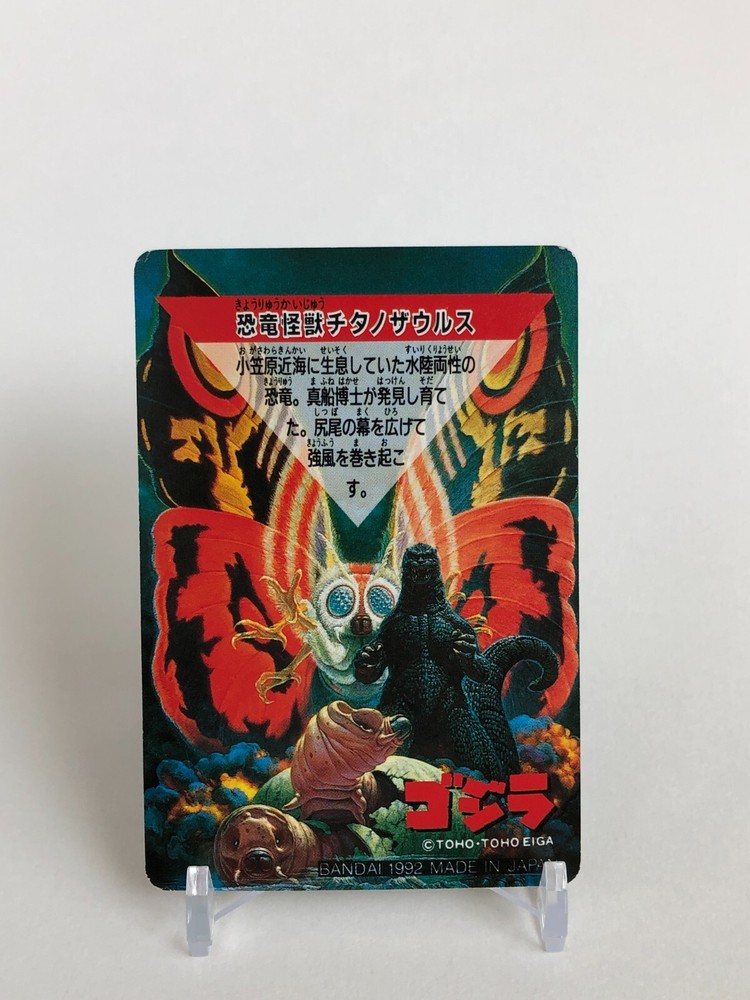 きょうりゅうかいじゅう
恐竜怪獣チタノザウルス
おがさわらきんかい せいそく すいりくりょうせい
小笠原近海に生息していた水陸両性の
きょうりゅう まふねはかせ はっけん そだ
恐竜。真船博士が発見し育て
しっぽ まく ひろ
た。尻尾の幕を広げて
きょうふう ま お
強風を巻き起こ
す。
ゴジラ
©TOHO・TOHO EIGA
BANDAI 1992 MADE IN JAPAN